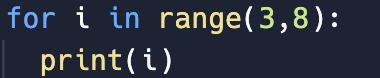 for i in range(3,8):
  print(i)